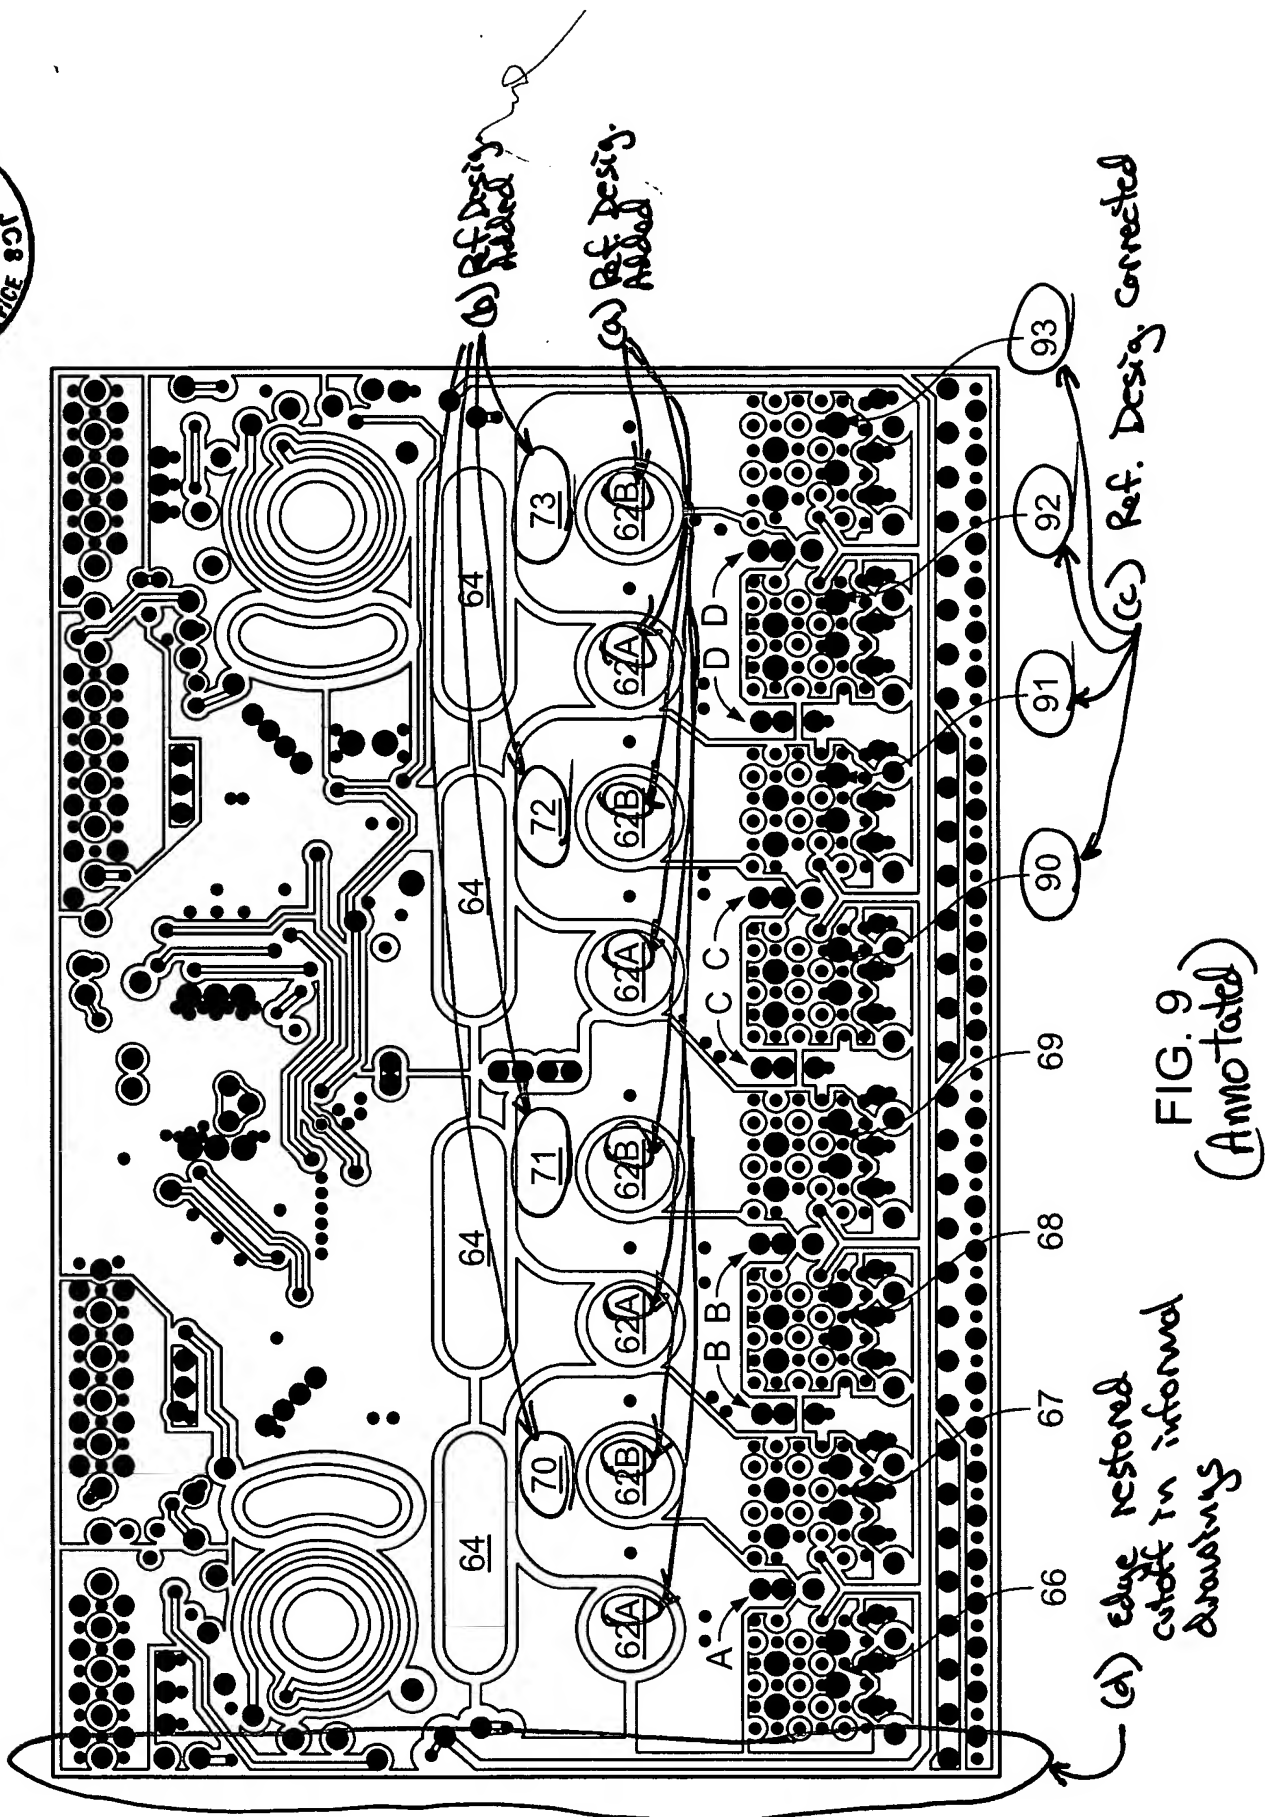 (b) Ref. Desig.
Added
(a) Ref. Desig.
Added
64
64
64
64
70
71
72
73
62A
62B
62A
62B
62A
62B
62A
62B
A
B B
C C
D D
66
67
68
69
90
91
92
93
(c) Ref. Desig. Corrected
(d) Edge restored
cutoff in informal
drawings
FIG. 9
(Annotated)